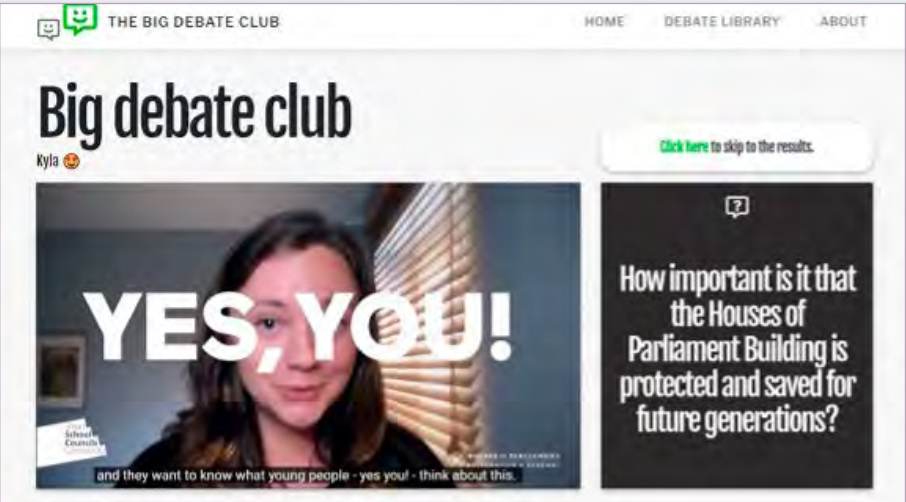 THE BIG DEBATE CLUB
HOME DEBATE LIBRARY ABOUT
Big debate club
Kyla 🤩
Click here to skip to the results.
YES, YOU!
School
Councils
and they want to know what young people - yes you! - think about this.
?
How important is it that
the Houses of
Parliament Building is
protected and saved for
future generations?